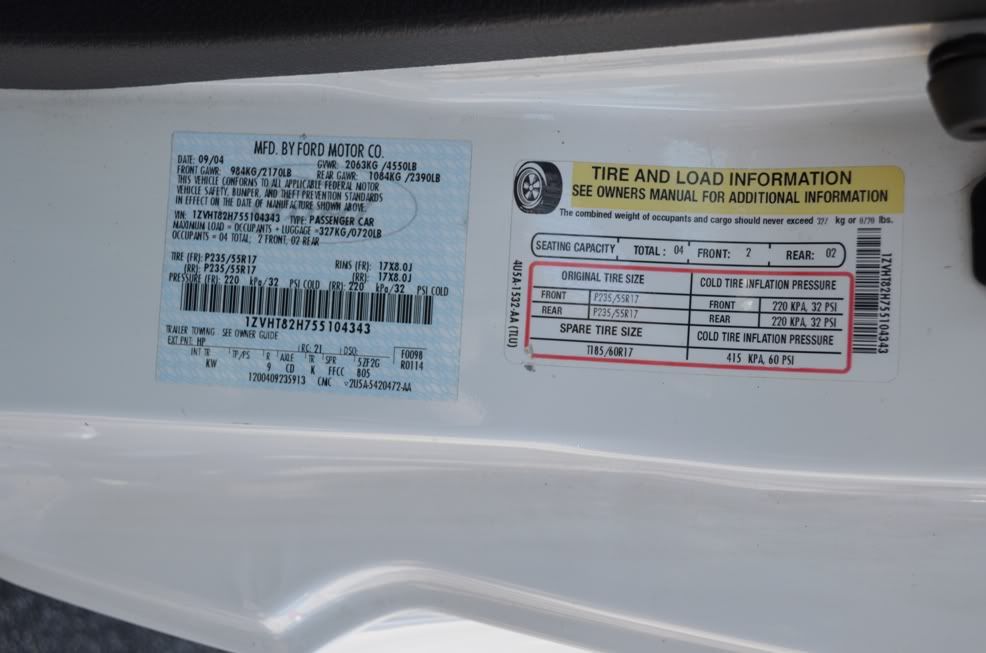 MFD. BY FORD MOTOR CO.
DATE: 09/04 GVWR: 2063KG /4550LB
FRONT GAWR: 984KG/2170LB REAR GAWR: 1084KG/2390LB
THIS VEHICLE CONFORMS TO ALL APPLICABLE FEDERAL MOTOR
VEHICLE SAFETY, BUMPER, AND THEFT PREVENTION STANDARDS
IN EFFECT ON THE DATE OF MANUFACTURE SHOWN ABOVE.
VIN: 1ZVHT82H755104343 TYPE: PASSENGER CAR
MAXIMUM LOAD = OCCUPANTS + LUGGAGE =327KG/0720LB
OCCUPANTS = 04 TOTAL; 2 FRONT, 02 REAR
TIRE (FR): P235/55R17 RIMS (FR): 17X8.0J
(RR): P235/55R17 (RR): 17X8.0J
PRESSURE (FR): 220 kPa/32 PSI COLD (RR): 220 kPa/32 PSI COLD
1ZVHT82H755104343
TRAILER TOWING - SEE OWNER GUIDE
EXT PNT: HP RC: 21 DSO: F0098
INT TR TP/PS R AXLE TR SPR 5ZF2G R0114
KW 9 CD K FFCC 805
1200409235913 CMC 2U5A-5420472-AA
TIRE AND LOAD INFORMATION
SEE OWNERS MANUAL FOR ADDITIONAL INFORMATION
The combined weight of occupants and cargo should never exceed 327 kg or 0720 lbs.
SEATING CAPACITY TOTAL : 04 FRONT: 2 REAR: 02
ORIGINAL TIRE SIZE COLD TIRE INFLATION PRESSURE
FRONT P235/55R17 FRONT 220 KPA, 32 PSI
REAR P235/55R17 REAR 220 KPA, 32 PSI
SPARE TIRE SIZE COLD TIRE INFLATION PRESSURE
T185/60R17 415 KPA, 60 PSI
4U5A-1532-AA (TLU)
1ZVHT82H755104343